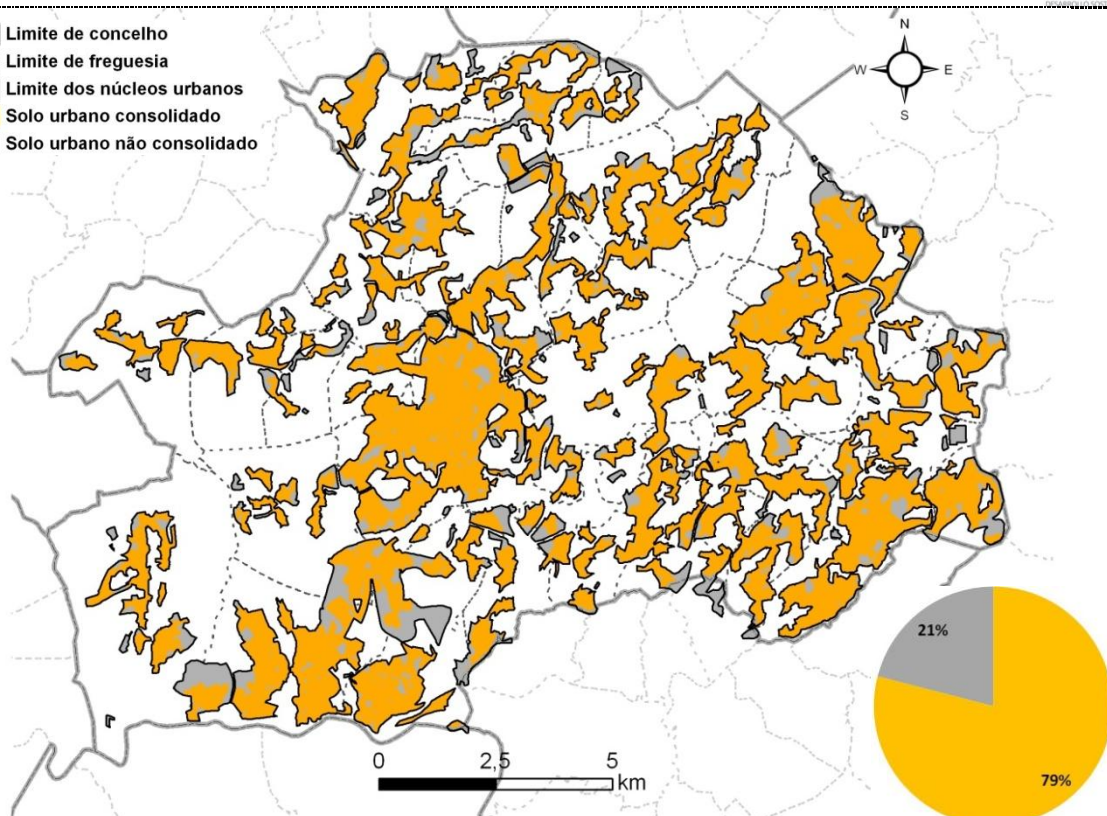 Limite de concelho
Limite de freguesia
Limite dos núcleos urbanos
Solo urbano consolidado
Solo urbano não consolidado
N
W
E
S
21%
79%
0
2,5
5
km